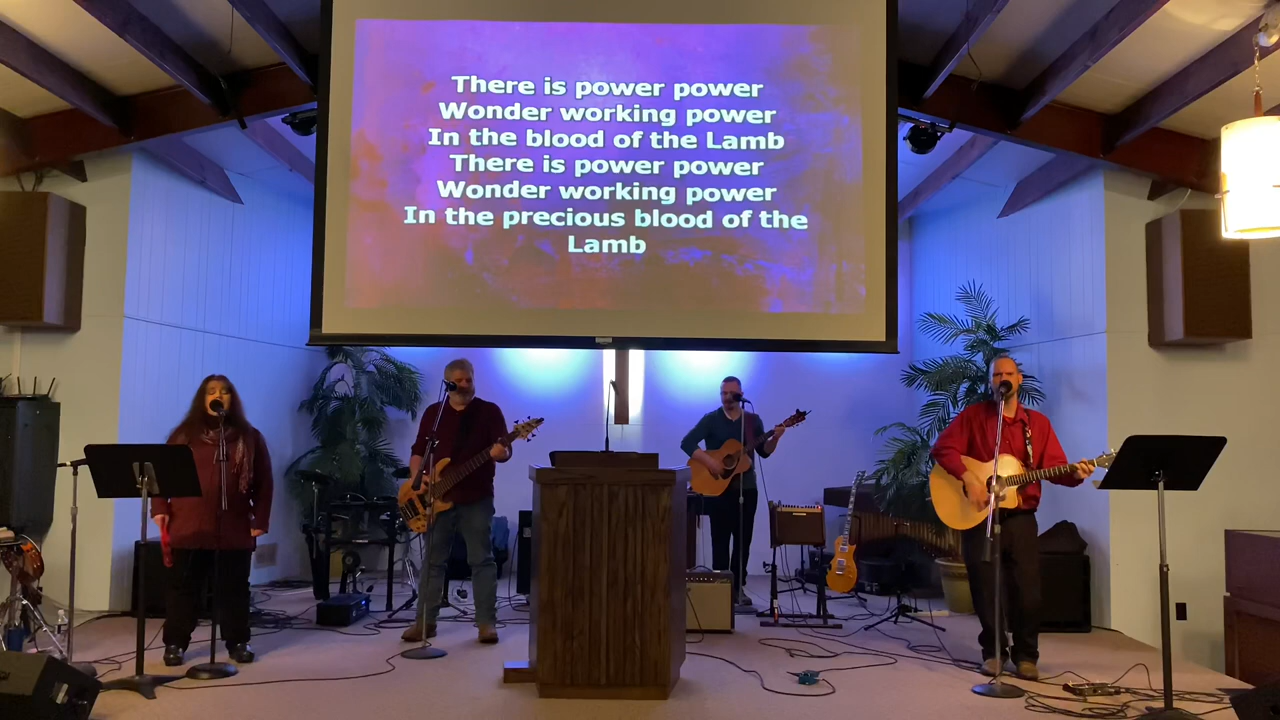 There is power power
Wonder working power
In the blood of the Lamb
There is power power
Wonder working power
In the precious blood of the
Lamb